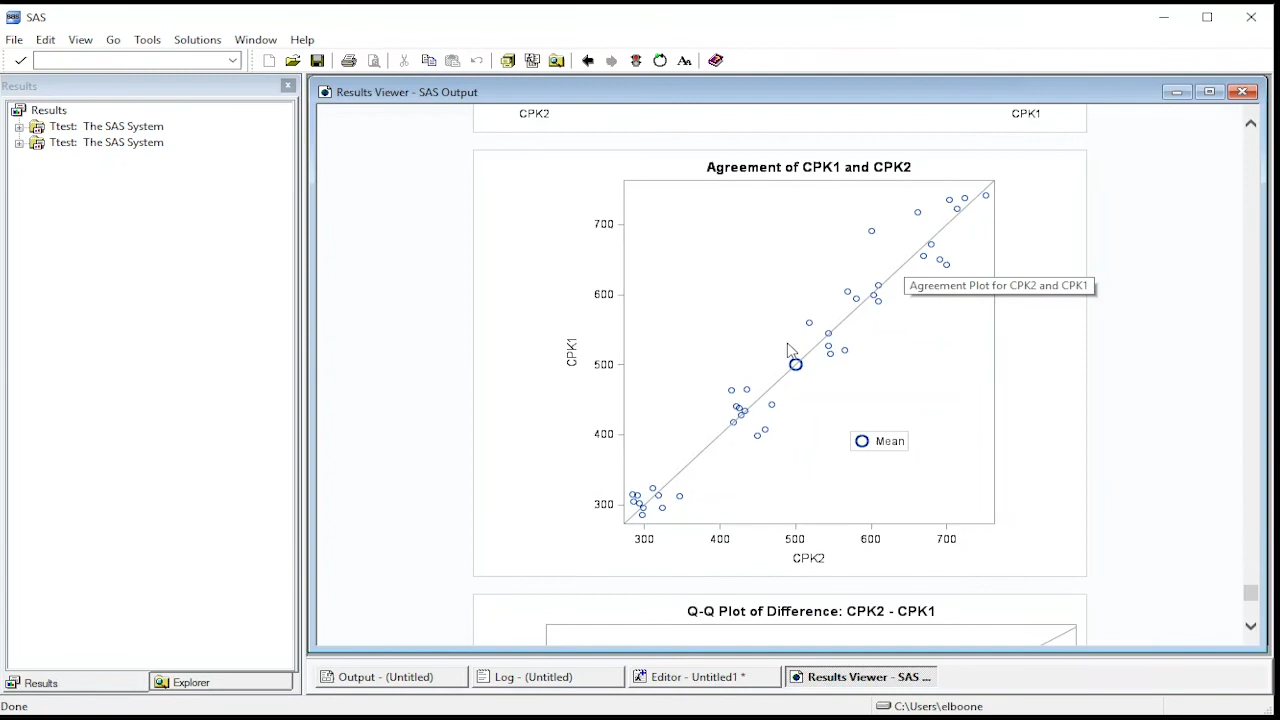 SAS
File Edit View Go Tools Solutions Window Help
Results
Results Viewer - SAS Output
Results
Ttest: The SAS System
Ttest: The SAS System
CPK2 CPK1
Agreement of CPK1 and CPK2
700
600
500
400
300
CPK1
Agreement Plot for CPK2 and CPK1
Mean
300 400 500 600 700
CPK2
Q-Q Plot of Difference: CPK2 - CPK1
Results Explorer
Output - (Untitled) Log - (Untitled) Editor - Untitled1 * Results Viewer - SAS ...
Done C:\Users\elboone